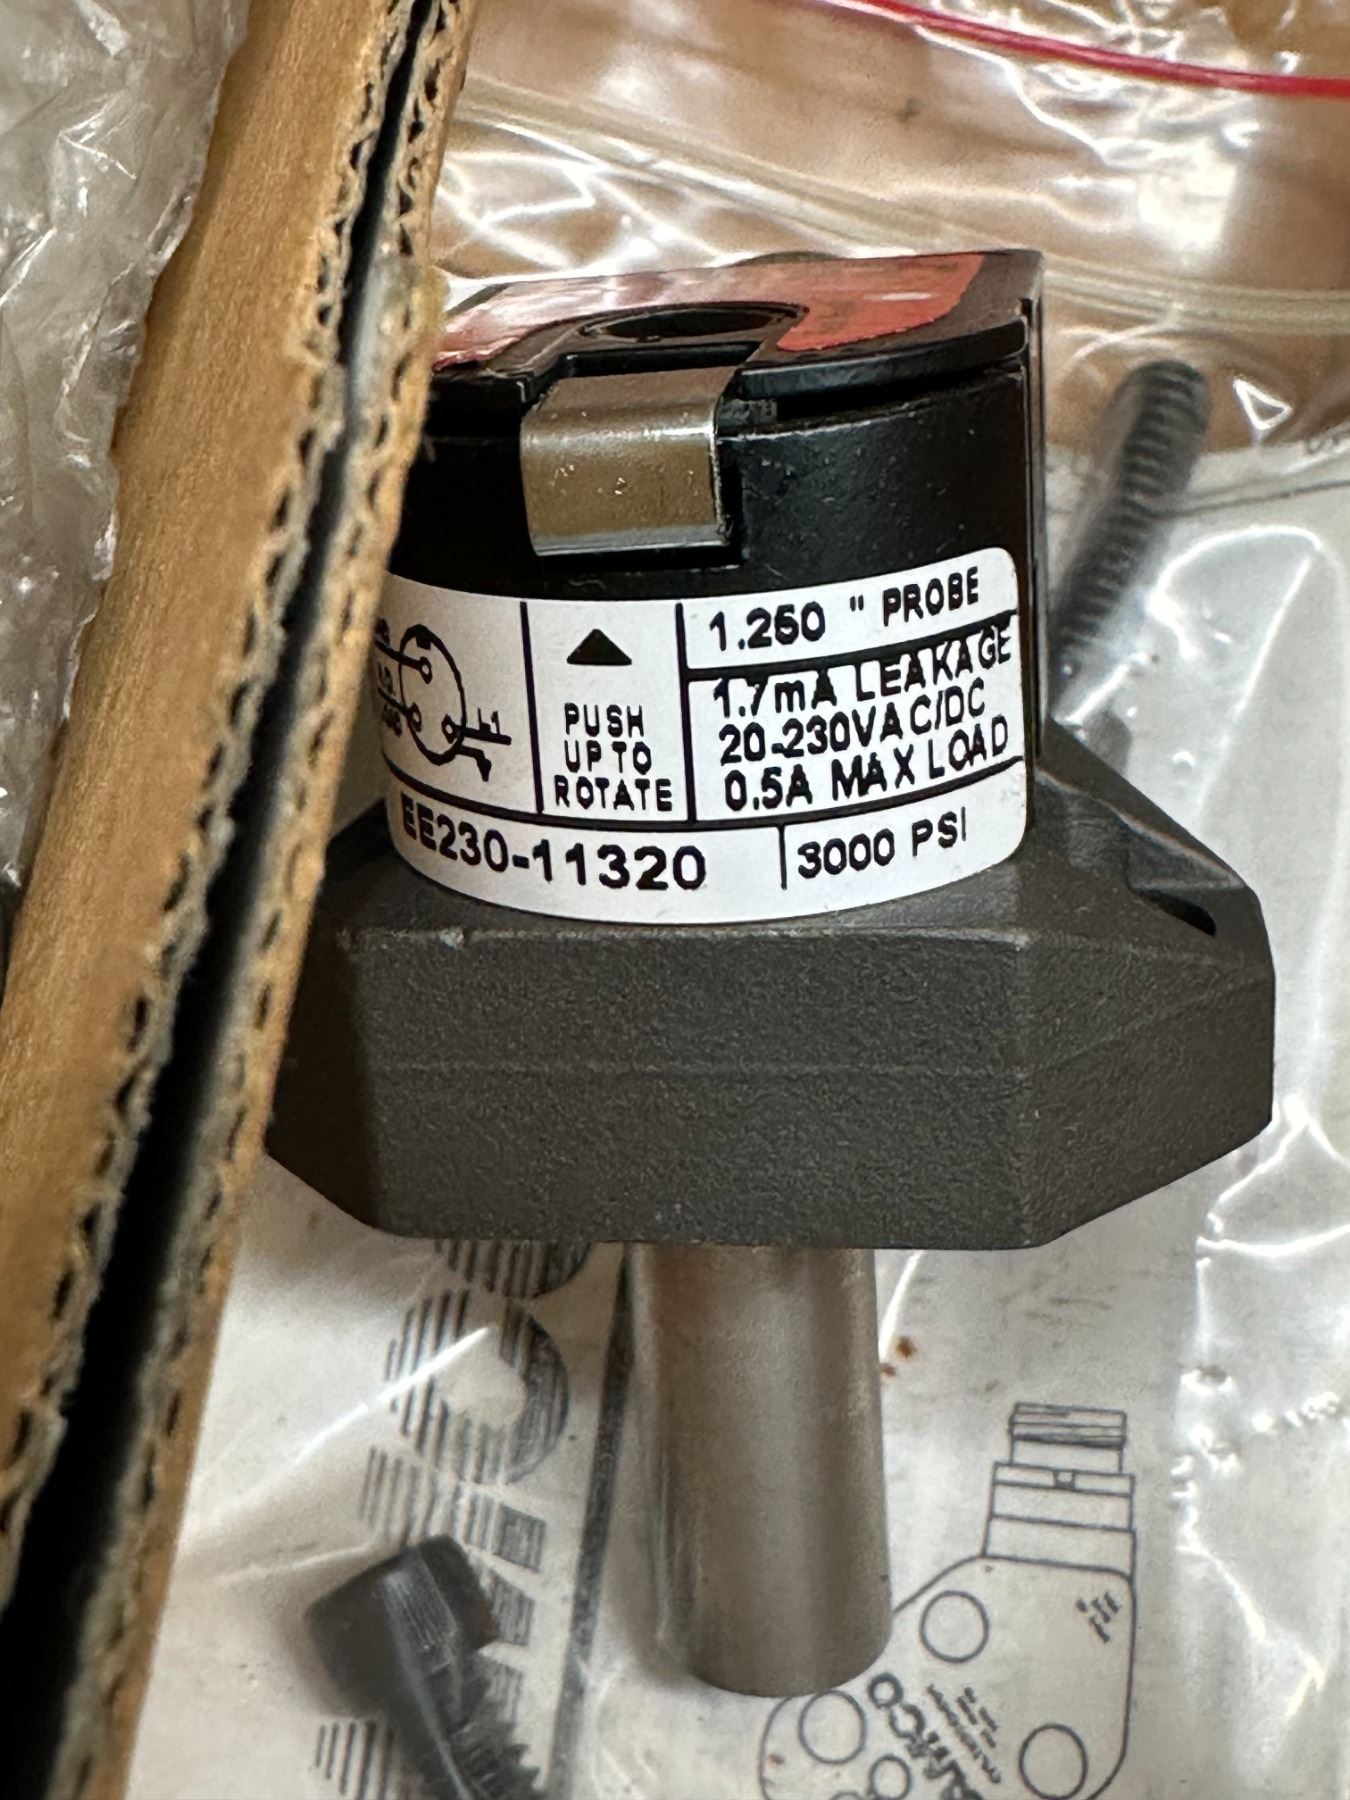 1.250 " PROBE
1.7mA LEAKAGE
20-230VAC/DC
0.5A MAX LOAD
PUSH
UP TO
ROTATE
L1
EE230-11320
3000 PSI